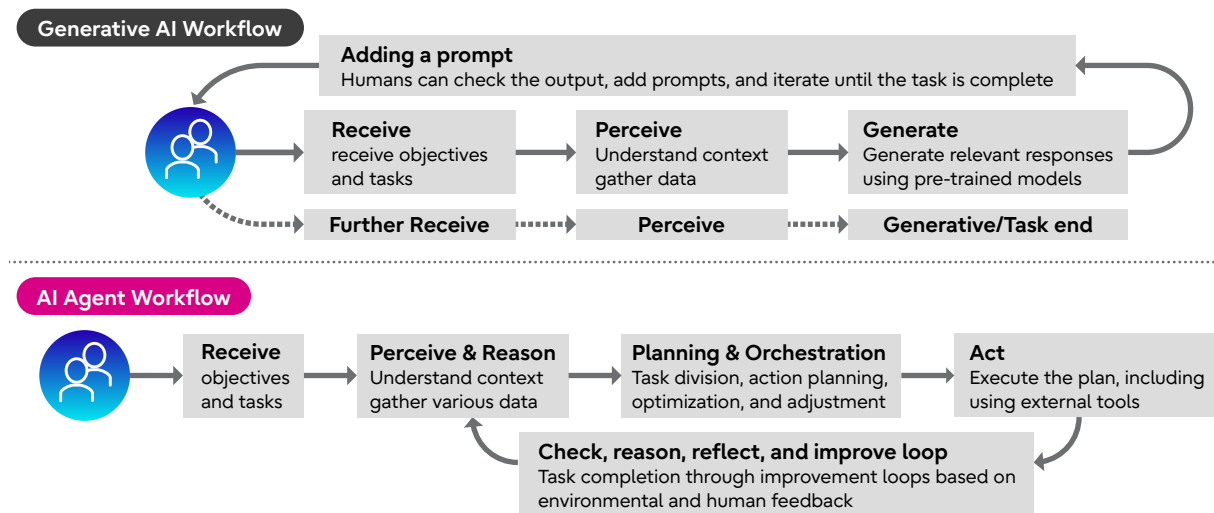 Generative AI Workflow
Adding a prompt
Humans can check the output, add prompts, and iterate until the task is complete
Receive
receive objectives
and tasks
Perceive
Understand context
gather data
Generate
Generate relevant responses
using pre-trained models
Further Receive
Perceive
Generative/Task end
AI Agent Workflow
Receive
objectives
and tasks
Perceive & Reason
Understand context
gather various data
Planning & Orchestration
Task division, action planning,
optimization, and adjustment
Act
Execute the plan, including
using external tools
Check, reason, reflect, and improve loop
Task completion through improvement loops based on
environmental and human feedback